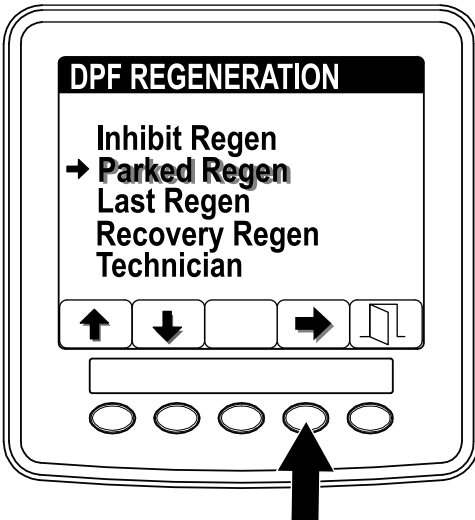 DPF REGENERATION
Inhibit Regen
Parked Regen
Last Regen
Recovery Regen
Technician